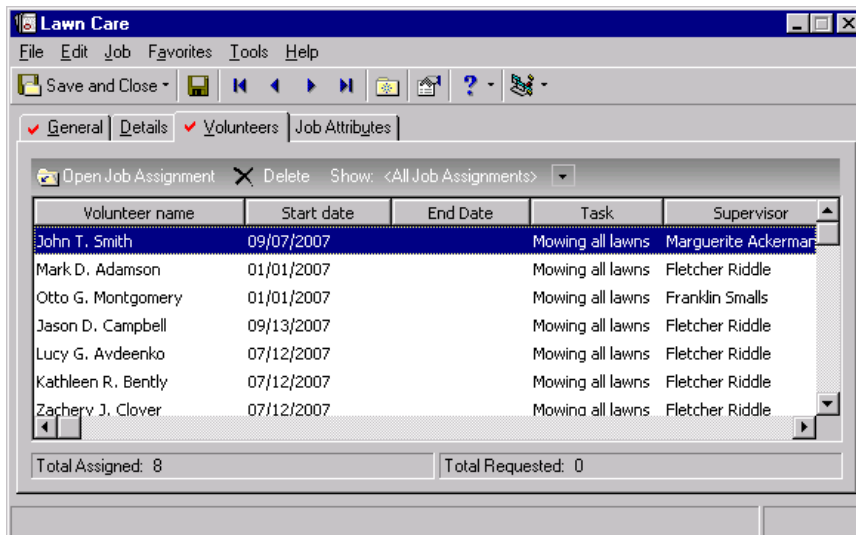 Lawn Care
File Edit Job Favorites Tools Help
Save and Close ?
General Details Volunteers Job Attributes
Open Job Assignment Delete Show: <All Job Assignments>
Volunteer name Start date End Date Task Supervisor
John T. Smith 09/07/2007 Mowing all lawns Marguerite Ackerman
Mark D. Adamson 01/01/2007 Mowing all lawns Fletcher Riddle
Otto G. Montgomery 01/01/2007 Mowing all lawns Franklin Smalls
Jason D. Campbell 09/13/2007 Mowing all lawns Fletcher Riddle
Lucy G. Avdeenko 07/12/2007 Mowing all lawns Fletcher Riddle
Kathleen R. Bently 07/12/2007 Mowing all lawns Fletcher Riddle
Zachery J. Clover 07/12/2007 Mowing all lawns Fletcher Riddle
Total Assigned: 8 Total Requested: 0